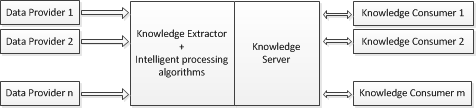 Data Provider 1
Data Provider 2
Data Provider n
Knowledge Extractor
+
Intelligent processing
algorithms
Knowledge
Server
Knowledge Consumer 1
Knowledge Consumer 2
Knowledge Consumer m